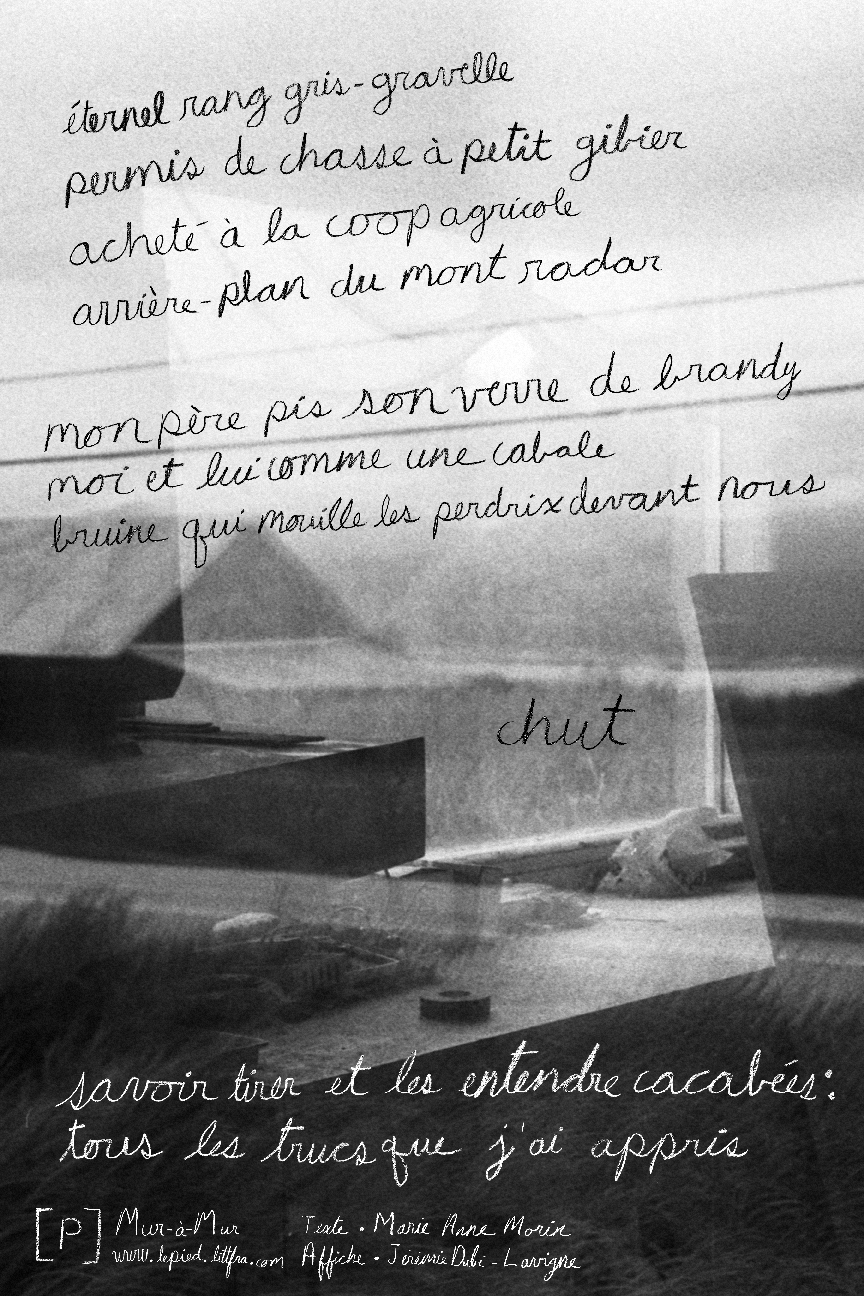 éternel rang gris-gravelle
permis de chasse à petit gibier
acheté à la coop agricole
arrière-plan du mont radar
mon père pis son verre de brandy
moi et lui comme une cabale
bruine qui mouille les perdrix devant nous
chut
savoir tirer et les entendre cacabées:
tous les trucs que j'ai appris
[P] Mur-à-Mur
www.lepied.littfra.com
Texte • Marie Anne Morin
Affiche • Jérémie Dubé-Lavigne